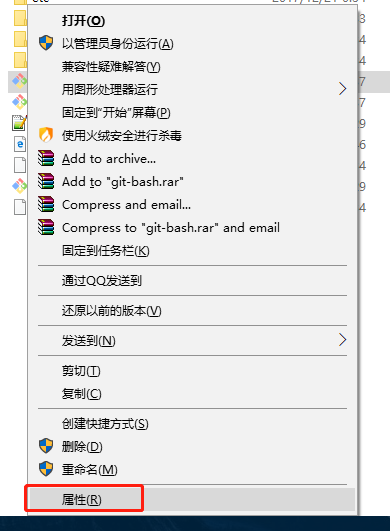 etc
打开(O)
以管理员身份运行(A)
兼容性疑难解答(Y)
用图形处理器运行
固定到"开始"屏幕(P)
使用火绒安全进行杀毒
Add to archive...
Add to "git-bash.rar"
Compress and email...
Compress to "git-bash.rar" and email
固定到任务栏(K)
通过QQ发送到
还原以前的版本(V)
发送到(N)
剪切(T)
复制(C)
创建快捷方式(S)
删除(D)
重命名(M)
属性(R)